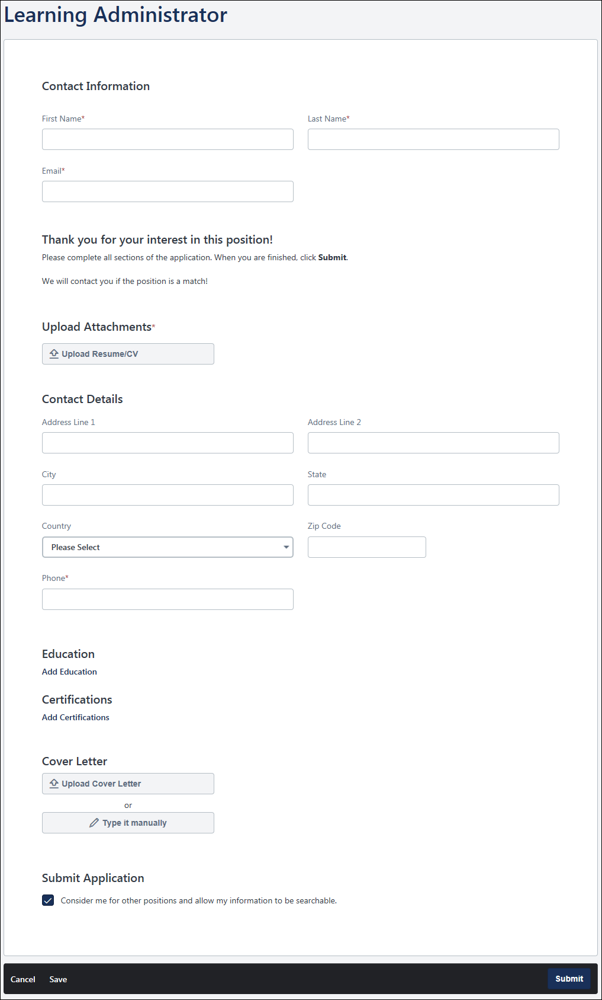 Learning Administrator
Contact Information
First Name* Last Name*
Email*
Thank you for your interest in this position!
Please complete all sections of the application. When you are finished, click Submit.
We will contact you if the position is a match!
Upload Attachments*
Upload Resume/CV
Contact Details
Address Line 1 Address Line 2
City State
Country Zip Code
Please Select
Phone*
Education
Add Education
Certifications
Add Certifications
Cover Letter
Upload Cover Letter
or
Type it manually
Submit Application
Consider me for other positions and allow my information to be searchable.
Cancel Save Submit